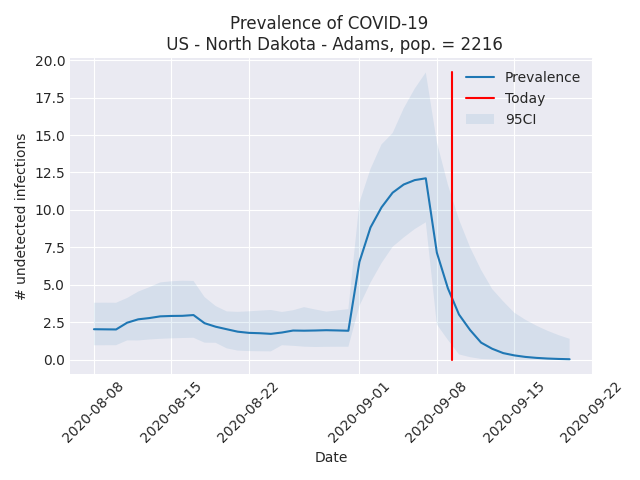 Prevalence of COVID-19
US - North Dakota - Adams, pop. = 2216
20.0
17.5
15.0
12.5
10.0
7.5
5.0
2.5
0.0
# undetected infections
Prevalence
Today
95CI
2020-08-08
2020-08-15
2020-08-22
2020-09-01
2020-09-08
2020-09-15
2020-09-22
Date